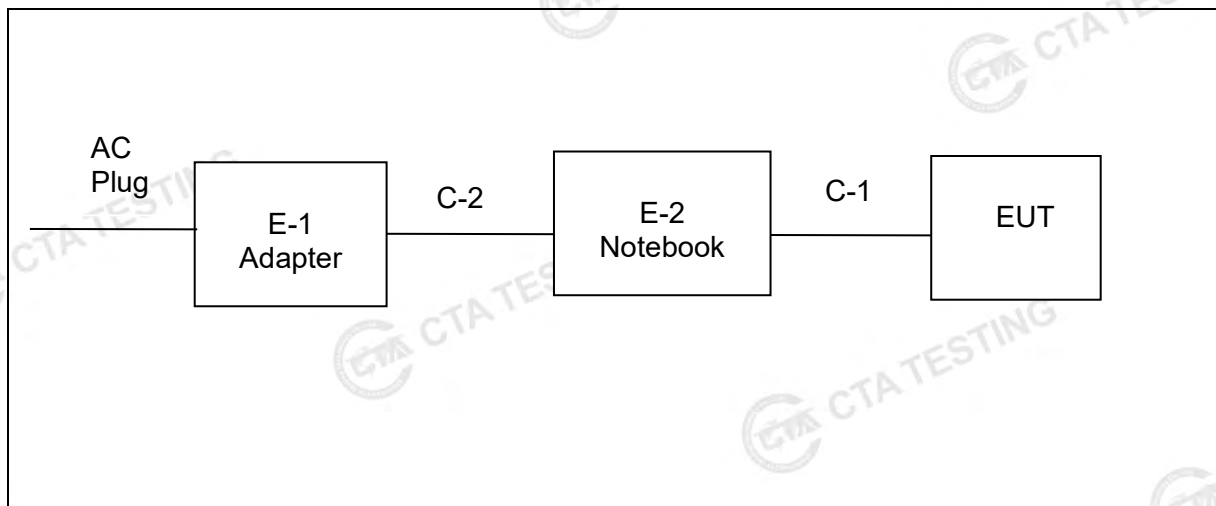 CTA TESTING
AC
Plug
E-1
Adapter
C-2
E-2
Notebook
C-1
EUT
CTA TESTING
CTA TESTING
CTA TESTING